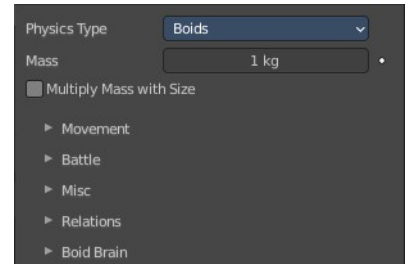 Physics Type Boids
Mass 1 kg
Multiply Mass with Size
Movement
Battle
Misc
Relations
Boid Brain